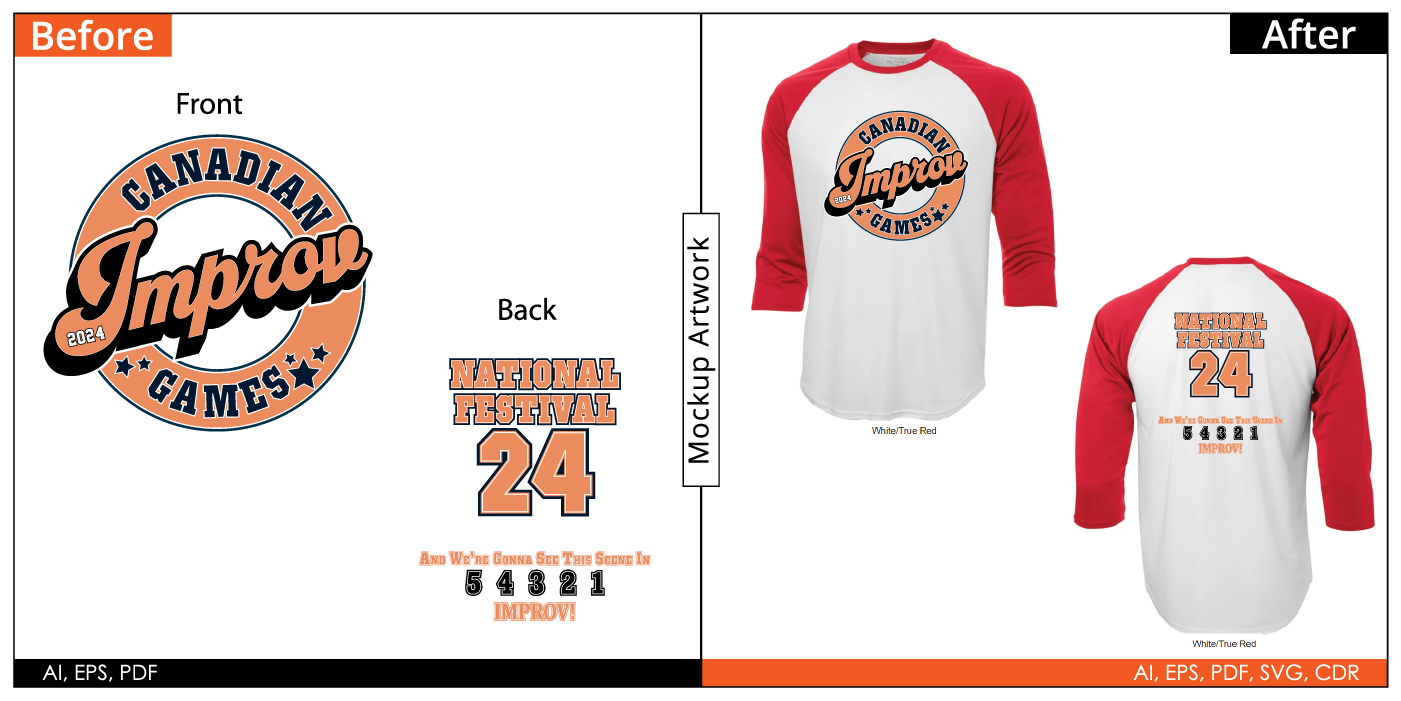 Before
Front
CANADIAN
Improv
2024
GAMES
Back
NATIONAL
FESTIVAL
24
And We're Gonna See This Scene In
5 4 3 2 1
IMPROV!
AI, EPS, PDF
Mockup Artwork
After
CANADIAN
Improv
2024
GAMES
White/True Red
NATIONAL
FESTIVAL
24
And We're Gonna See This Scene In
5 4 3 2 1
IMPROV!
White/True Red
AI, EPS, PDF, SVG, CDR